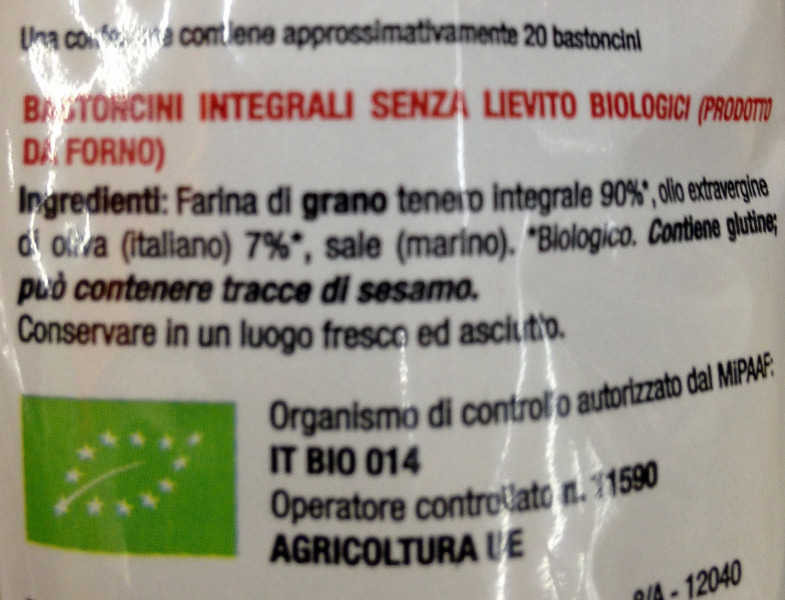 Una confezione contiene approssimativamente 20 bastoncini
BASTONCINI INTEGRALI SENZA LIEVITO BIOLOGICI (PRODOTTO
DA FORNO)
Ingredienti: Farina di grano tenero integrale 90%*, olio extravergine
di oliva (italiano) 7%*, sale (marino). *Biologico. Contiene glutine;
può contenere tracce di sesamo.
Conservare in un luogo fresco ed asciutto.
Organismo di controllo autorizzato dal MiPAAF:
IT BIO 014
Operatore controllato n. 11590
AGRICOLTURA UE
8/A - 12040